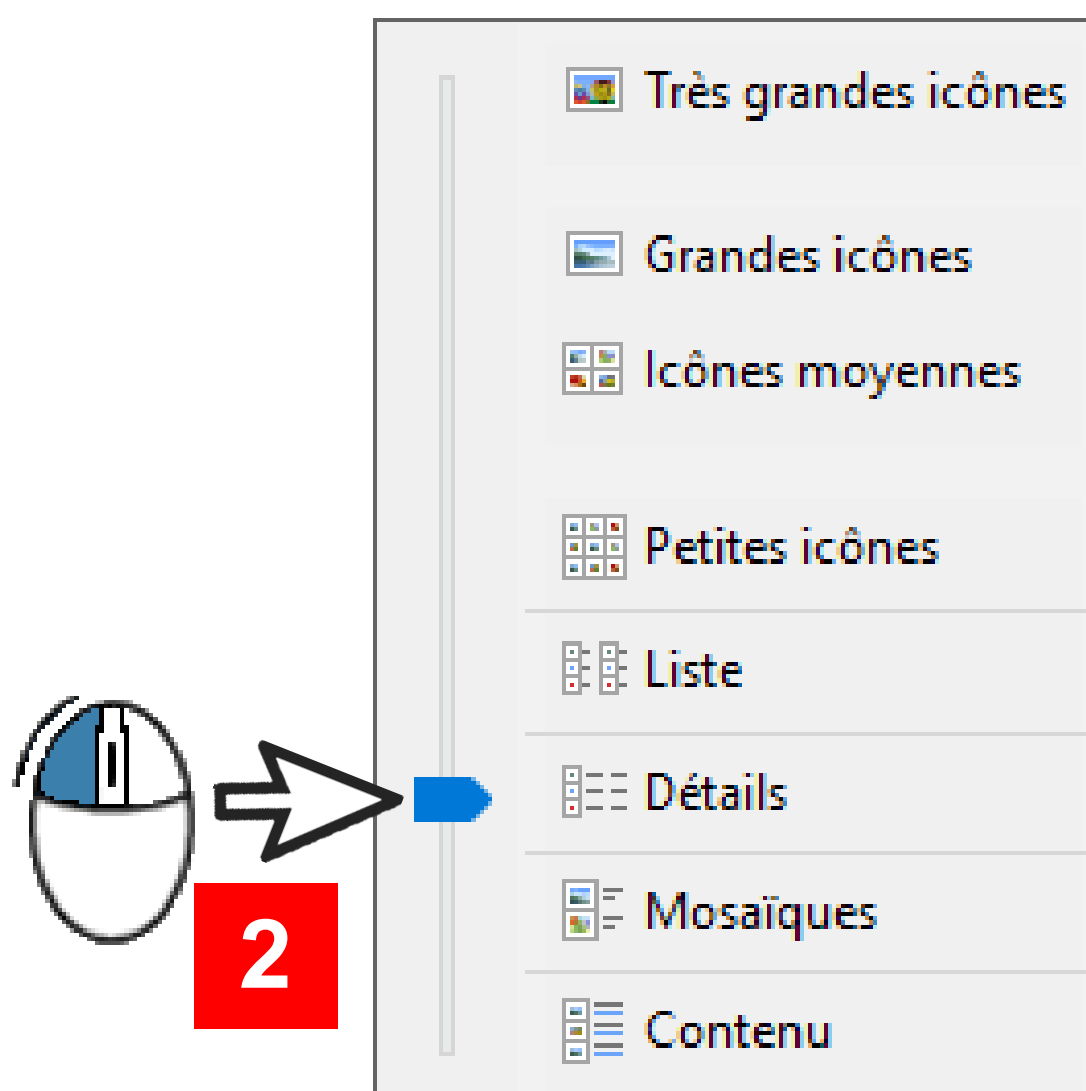 Très grandes icônes
Grandes icônes
Icônes moyennes
Petites icônes
Liste
Détails
Mosaïques
2
Contenu